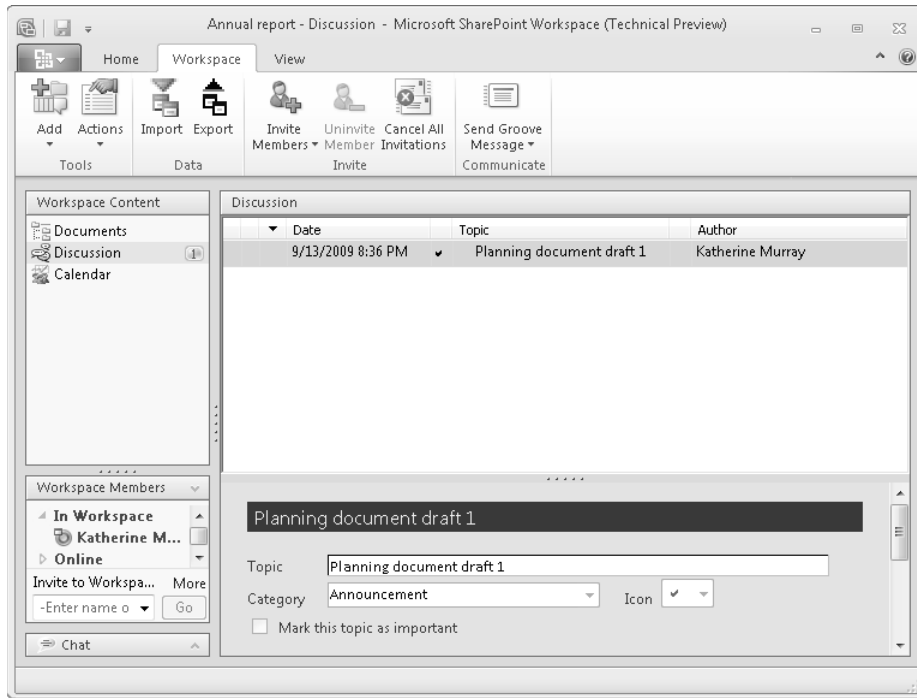 Annual report - Discussion - Microsoft SharePoint Workspace (Technical Preview)
Home Workspace View
Add Actions Import Export Invite Members Uninvite Member Cancel All Invitations Send Groove Message
Tools Data Invite Communicate
Workspace Content
Documents
Discussion 1
Calendar
Discussion
Date Topic Author
9/13/2009 8:36 PM Planning document draft 1 Katherine Murray
Workspace Members
In Workspace
Katherine M...
Online
Invite to Workspa... More
-Enter name o Go
Chat
Planning document draft 1
Topic Planning document draft 1
Category Announcement Icon
Mark this topic as important